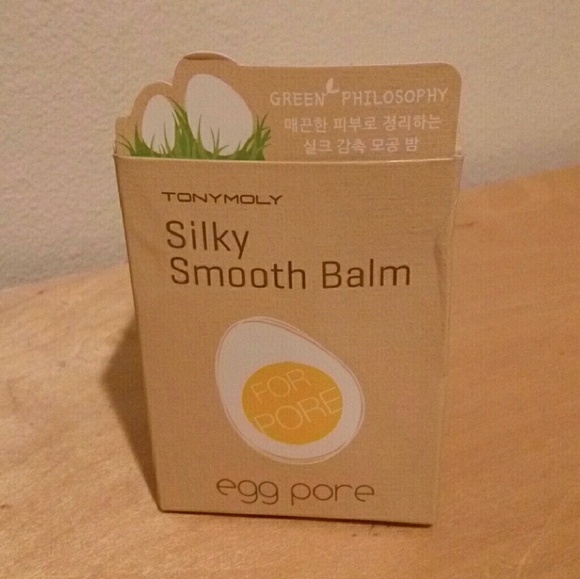 GREEN PHILOSOPHY
매끈한 피부로 정리하는
실크 감촉 모공 밤
TONYMOLY
Silky
Smooth Balm
FOR
PORE
egg pore